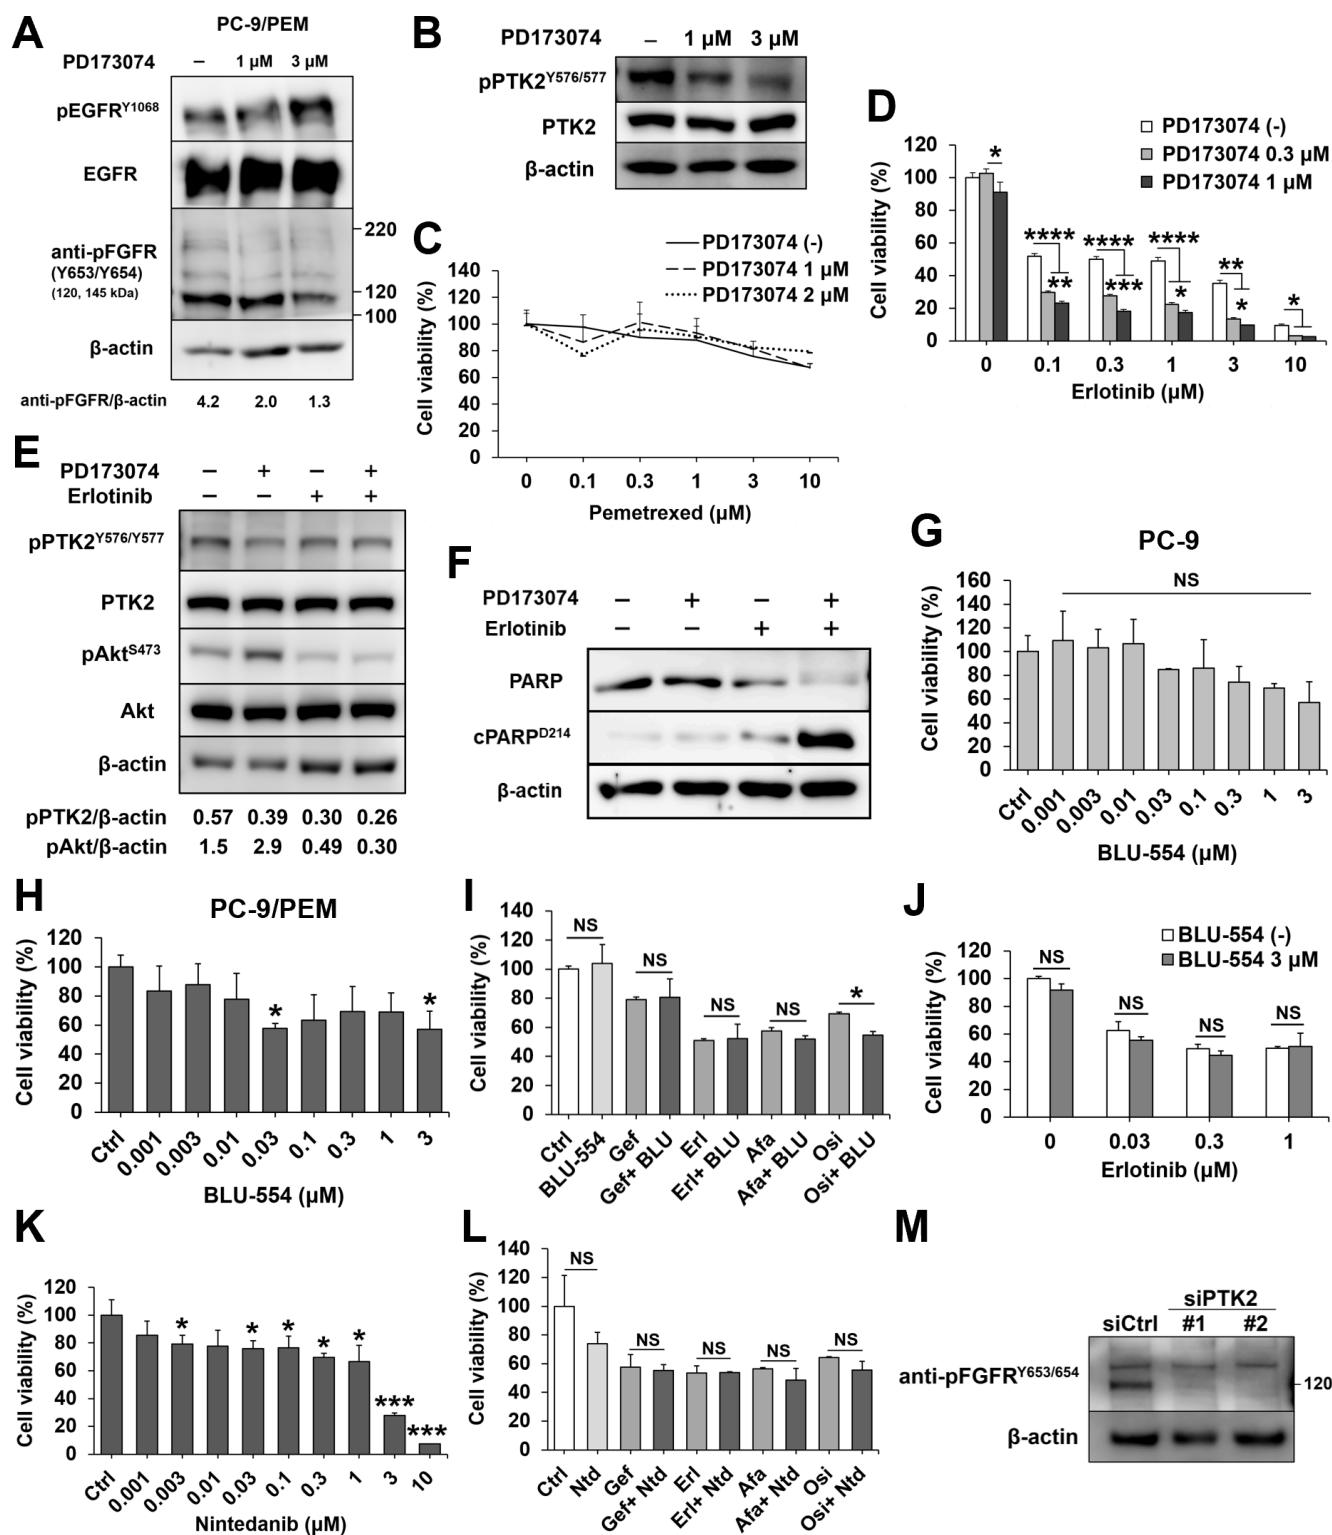 A
PC-9/PEM
PD173074 – 1 µM 3 µM
pEGFRY1068
EGFR
anti-pFGFR
(Y653/Y654)
(120, 145 kDa)
220
120
100
β-actin
anti-pFGFR/β-actin 4.2 2.0 1.3
B
PD173074 – 1 µM 3 µM
pPTK2Y576/577
PTK2
β-actin
C
PD173074 (-)
PD173074 1 µM
PD173074 2 µM
Cell viability (%)
140
120
100
80
60
40
20
0
0 0.1 0.3 1 3 10
Pemetrexed (µM)
D
PD173074 (-)
PD173074 0.3 µM
PD173074 1 µM
Cell viability (%)
120
100
80
60
40
20
0
* **** ** **** *** **** * ** * *
0 0.1 0.3 1 3 10
Erlotinib (µM)
E
PD173074 – + – +
Erlotinib – – + +
pPTK2Y576/Y577
PTK2
pAktS473
Akt
β-actin
pPTK2/β-actin 0.57 0.39 0.30 0.26
pAkt/β-actin 1.5 2.9 0.49 0.30
F
PD173074 – + – +
Erlotinib – – + +
PARP
cPARPD214
β-actin
G
PC-9
Cell viability (%)
160
140
120
100
80
60
40
20
0
NS
Ctrl 0.001 0.003 0.01 0.03 0.1 0.3 1 3
BLU-554 (µM)
H
PC-9/PEM
Cell viability (%)
120
100
80
60
40
20
0
* *
Ctrl 0.001 0.003 0.01 0.03 0.1 0.3 1 3
BLU-554 (µM)
I
Cell viability (%)
140
120
100
80
60
40
20
0
NS NS NS NS *
Ctrl BLU-554 Gef Gef+ BLU Erl Erl+ BLU Afa Afa+ BLU Osi Osi+ BLU
J
BLU-554 (-)
BLU-554 3 µM
Cell viability (%)
120
100
80
60
40
20
0
NS NS NS NS
0 0.03 0.3 1
Erlotinib (µM)
K
Cell viability (%)
120
100
80
60
40
20
0
* * * * * *** ***
Ctrl 0.001 0.003 0.01 0.03 0.1 0.3 1 3 10
Nintedanib (µM)
L
Cell viability (%)
140
120
100
80
60
40
20
0
NS NS NS NS NS
Ctrl Ntd Gef Gef+ Ntd Erl Erl+ Ntd Afa Afa+ Ntd Osi Osi+ Ntd
M
siPTK2
siCtrl #1 #2
anti-pFGFRY653/654
120
β-actin